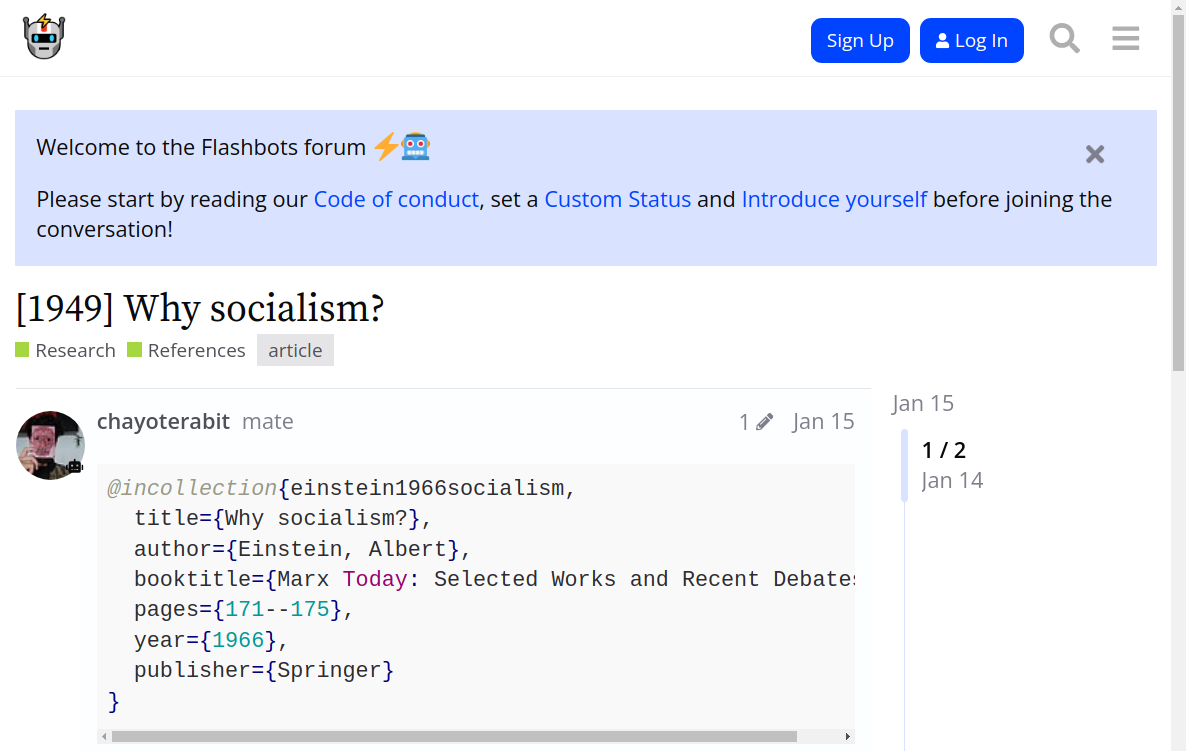 Sign Up
Log In
Welcome to the Flashbots forum
Please start by reading our Code of conduct, set a Custom Status and Introduce yourself before joining the
conversation!
[1949] Why socialism?
Research References article
chayoterabit mate 1 Jan 15
Jan 15
1 / 2
Jan 14
@incollection{einstein1966socialism,
  title={Why socialism?},
  author={Einstein, Albert},
  booktitle={Marx Today: Selected Works and Recent Debates
  pages={171--175},
  year={1966},
  publisher={Springer}
}